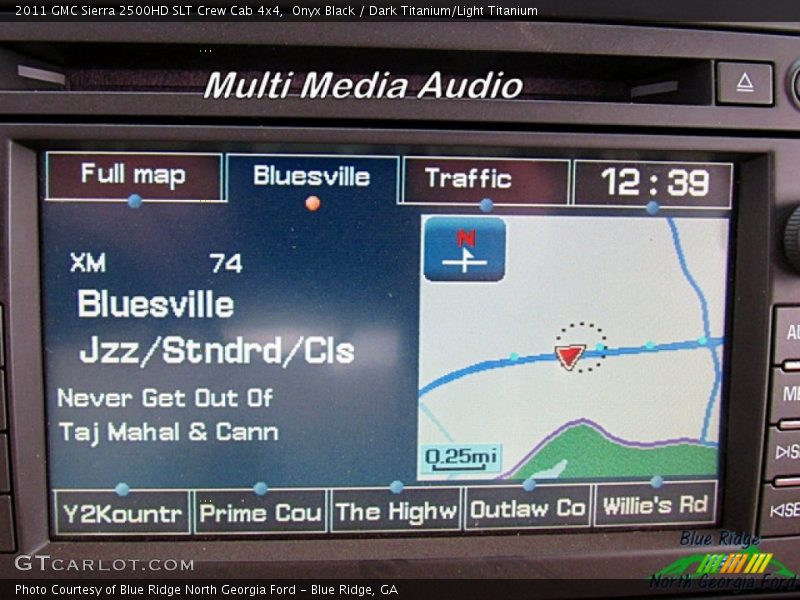 2011 GMC Sierra 2500HD SLT Crew Cab 4x4,  Onyx Black / Dark Titanium/Light Titanium
Multi Media Audio
Full map Bluesville Traffic 12:39
N
XM 74
Bluesville
Jzz/Stndrd/Cls
Never Get Out Of
Taj Mahal & Cann
0.25mi
Y2Kountr Prime Cou The Highw Outlaw Co Willie's Rd
GTCARLOT.COM
Blue Ridge
North Georgia Ford
Photo Courtesy of Blue Ridge North Georgia Ford – Blue Ridge, GA